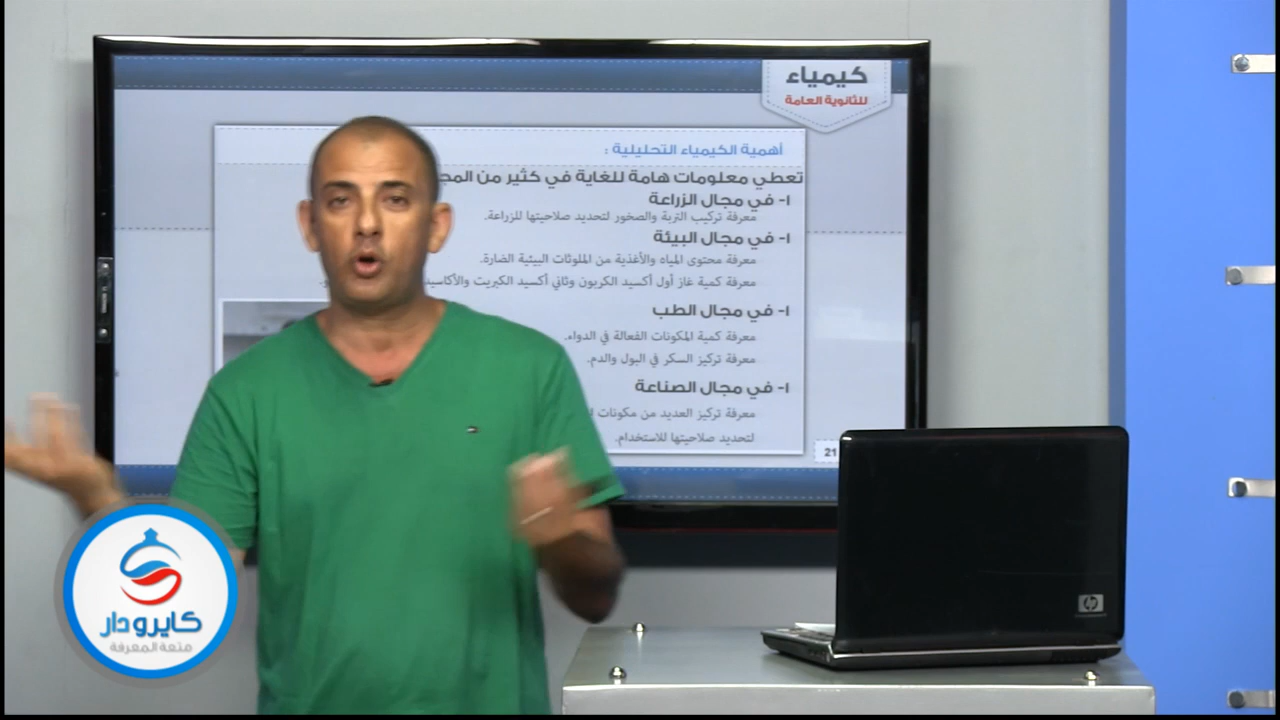 كيمياء
للثانوية العامة
أهمية الكيمياء التحليلية :
تعطي معلومات هامة للغاية في كثير من
١- في مجال الزراعة
معرفة تركيب التربة والصخور لتحديد صلاحيتها للزراعة.
١- في مجال البيئة
معرفة محتوى المياه والأغذية من الملوثات البيئية الضارة.
معرفة كمية غاز أول أكسيد الكربون وثاني أكسيد الكبريت
١- في مجال الطب
معرفة كمية المكونات الفعالة في الدواء.
معرفة تركيز السكر في البول والدم.
١- في مجال الصناعة
معرفة تركيز العديد من مكونات
لتحديد صلاحيتها للاستخدام.
21
hp
كايرودار
متعة المعرفة